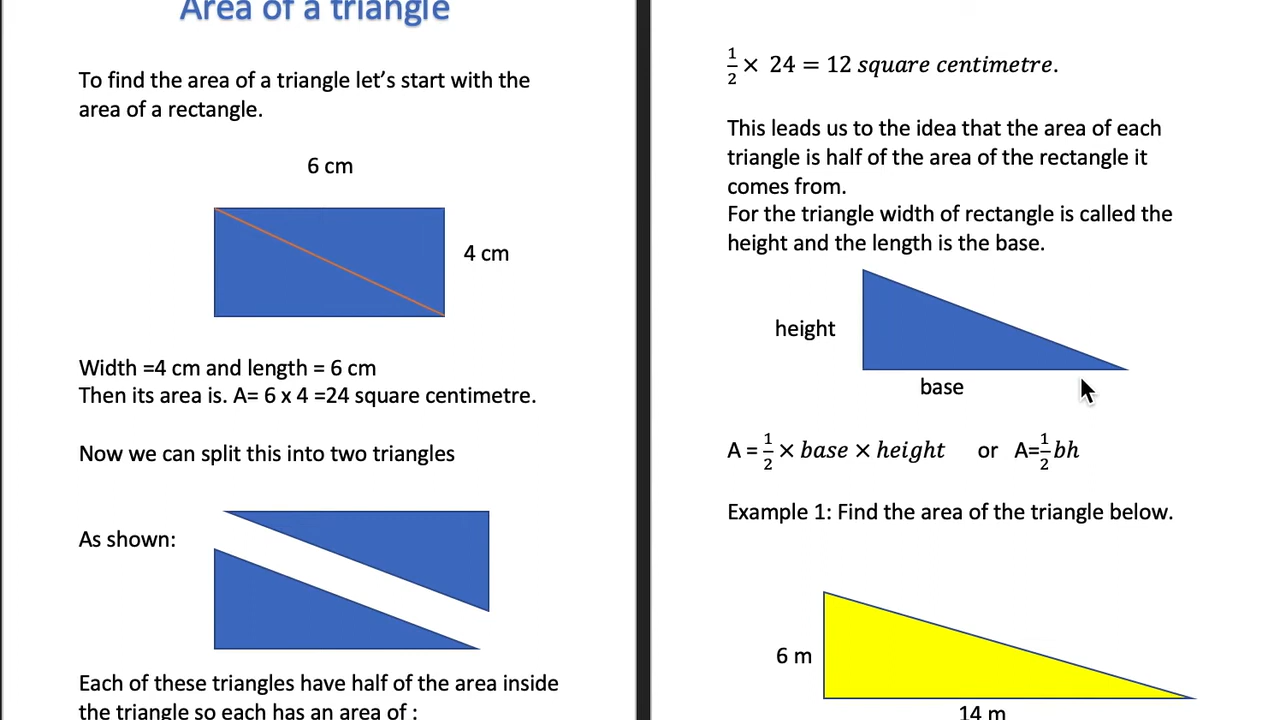 Area of a triangle
To find the area of a triangle let's start with the
area of a rectangle.
6 cm
4 cm
Width =4 cm and length = 6 cm
Then its area is. A= 6 x 4 =24 square centimetre.
Now we can split this into two triangles
As shown:
Each of these triangles have half of the area inside
the triangle so each has an area of :
½ × 24 = 12 square centimetre.
This leads us to the idea that the area of each
triangle is half of the area of the rectangle it
comes from.
For the triangle width of rectangle is called the
height and the length is the base.
height
base
A = ½ × base × height or A=½bh
Example 1: Find the area of the triangle below.
6 m
14 m